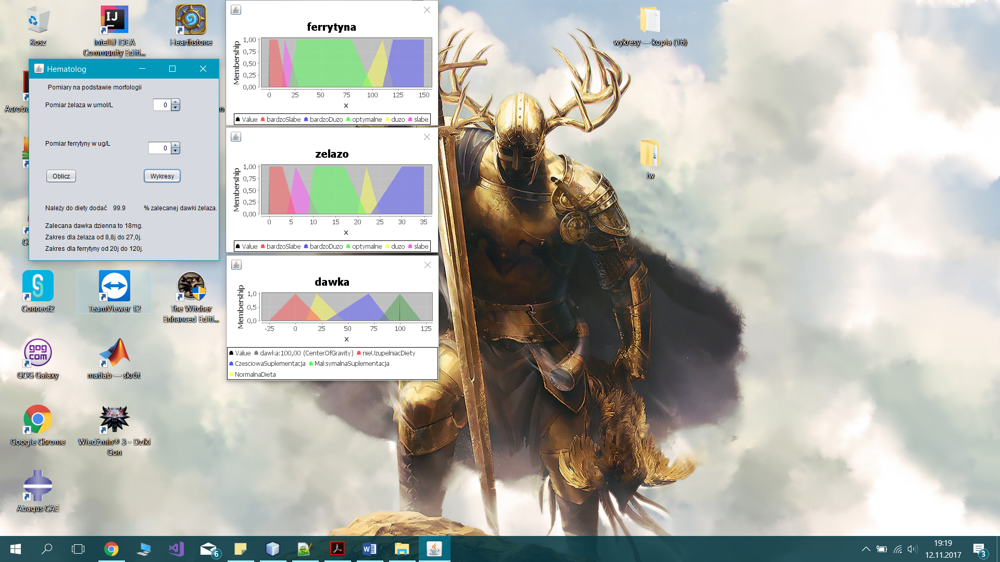 Kosz
IntelliJ IDEA
Community Editi...
Hearthstone
wykresy — kopia (16)
iw
Hematolog
Pomiary na podstawie morfologii
Pomiar żelaza w umol/L
0
Pomiar ferrytyny w ug/L
0
Oblicz
Wykresy
Należy do diety dodać 99.9 % zalecanej dawki żelaza.
Zalecana dawka dzienna to 18mg.
Zakres dla żelaza od 8,8j do 27,0j.
Zakres dla ferrytyny od 20j do 120j.
ferrytyna
Membership
1,00
0,75
0,50
0,25
0,00
0 25 50 75 100 125 150
x
Value bardzoSlabe bardzoDuzo optymalne duzo slabe
zelazo
Membership
1,00
0,75
0,50
0,25
0,00
0 5 10 15 20 25 30 35
x
Value bardzoSlabe bardzoDuzo optymalne duzo slabe
dawka
Membership
1,0
0,5
0,0
-25 0 25 50 75 100 125
x
Value dawka:100,00 (CenterOfGravity) nieUzupelniacDiety
CzesciowaSuplementacja MaksymalnaSuplementacja
NormalnaDieta
Acroba
Connect2
TeamViewer 12
The Witcher
Enhanced Editi...
GOG
COM
GOG Galaxy
matlab — skrót
Google Chrome
Wiedźmin® 3 - Dziki
Gon
Abaqus CAE
6
19:19
12.11.2017
3